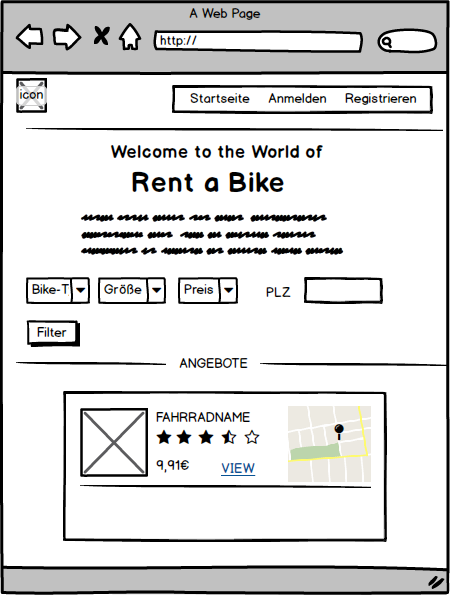 A Web Page
http://
icon
Startseite Anmelden Registrieren
Welcome to the World of
Rent a Bike
Bike-T Größe Preis PLZ
Filter
ANGEBOTE
FAHRRADNAME
9,91€ VIEW